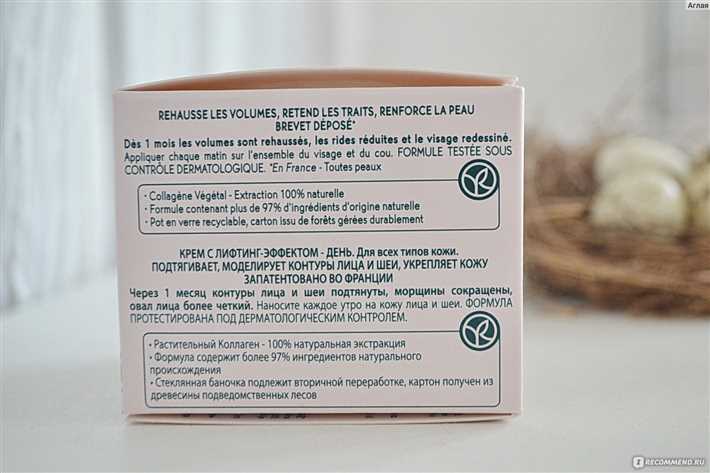 Аглая
REHAUSSE LES VOLUMES, RETEND LES TRAITS, RENFORCE LA PEAU
BREVET DÉPOSÉ*
Dès 1 mois les volumes sont rehaussés, les rides réduites et le visage redessiné.
Appliquer chaque matin sur l'ensemble du visage et du cou. FORMULE TESTÉE SOUS
CONTRÔLE DERMATOLOGIQUE. *En France - Toutes peaux
· Collagène Végétal - Extraction 100% naturelle
· Formule contenant plus de 97% d'ingrédients d'origine naturelle
· Pot en verre recyclable, carton issu de forêts gérées durablement
КРЕМ С ЛИФТИНГ-ЭФФЕКТОМ - ДЕНЬ. Для всех типов кожи.
ПОДТЯГИВАЕТ, МОДЕЛИРУЕТ КОНТУРЫ ЛИЦА И ШЕИ, УКРЕПЛЯЕТ КОЖУ
ЗАПАТЕНТОВАНО ВО ФРАНЦИИ
Через 1 месяц контуры лица и шеи подтянуты, морщины сокращены,
овал лица более четкий. Наносите каждое утро на кожу лица и шеи. ФОРМУЛА
ПРОТЕСТИРОВАНА ПОД ДЕРМАТОЛОГИЧЕСКИМ КОНТРОЛЕМ.
· Растительный Коллаген - 100% натуральная экстракция
· Формула содержит более 97% ингредиентов натурального
происхождения
· Стеклянная баночка подлежит вторичной переработке, картон получен из
древесины подведомственных лесов
IRECOMMEND.RU